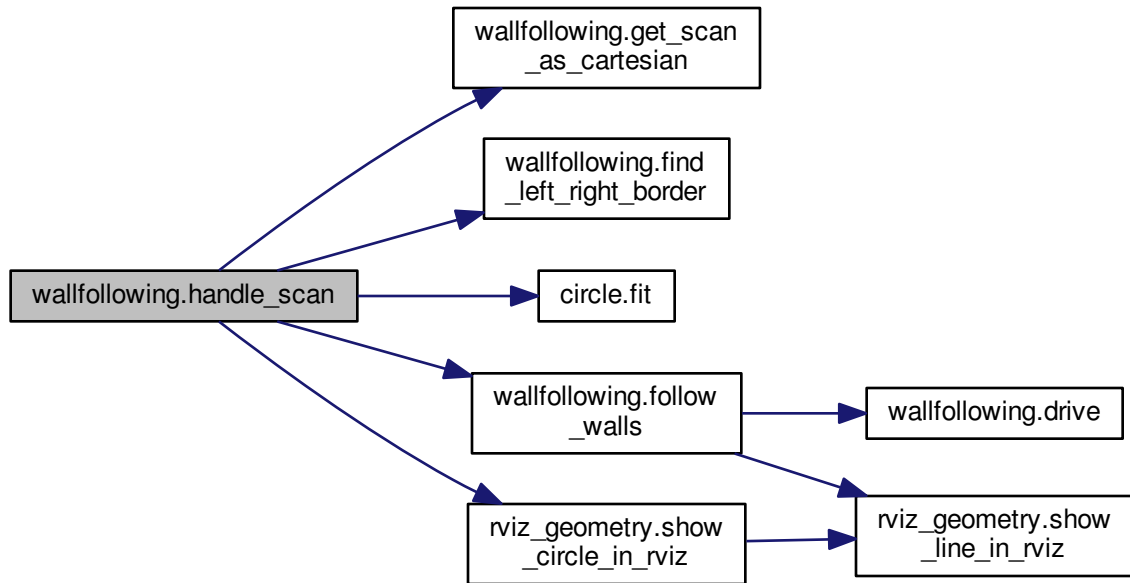 wallfollowing.get_scan
_as_cartesian
wallfollowing.find
_left_right_border
wallfollowing.handle_scan
circle.fit
wallfollowing.follow
_walls
wallfollowing.drive
rviz_geometry.show
_circle_in_rviz
rviz_geometry.show
_line_in_rviz